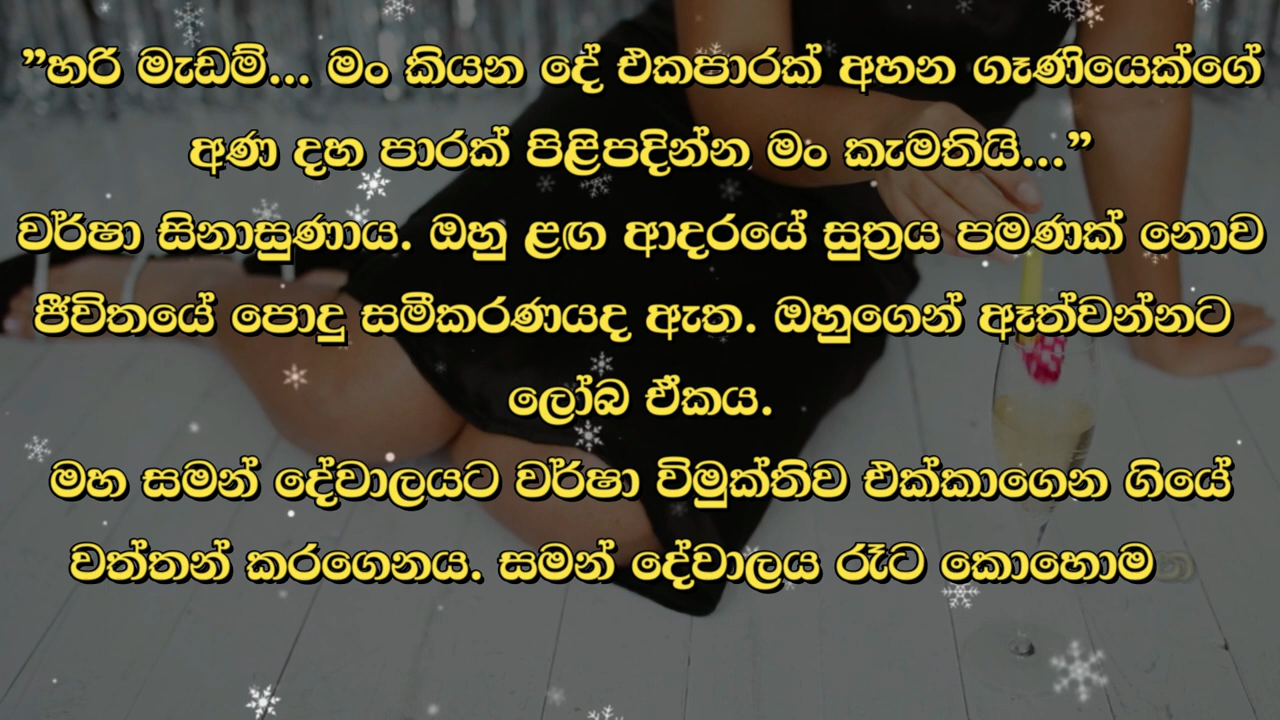 ”හරි මැඩම්... මං කියන දේ එකපාරක් අහන ගෑණියෙක්ගේ
අණ දහ පාරක් පිළිපදින්න මං කැමතියි...”
වර්ෂා සිනාසුණාය. ඔහු ළඟ ආදරයේ සුත්‍රය පමණක් නොව
ජීවිතයේ පොදු සමීකරණයද ඇත. ඔහුගෙන් ඈත්වන්නට
ලෝබ ඒකය.
මහ සමන් දේවාලයට වර්ෂා විමුක්තිව එක්කාගෙන ගියේ
වත්තන් කරගෙනය. සමන් දේවාලය රෑට කොහොම